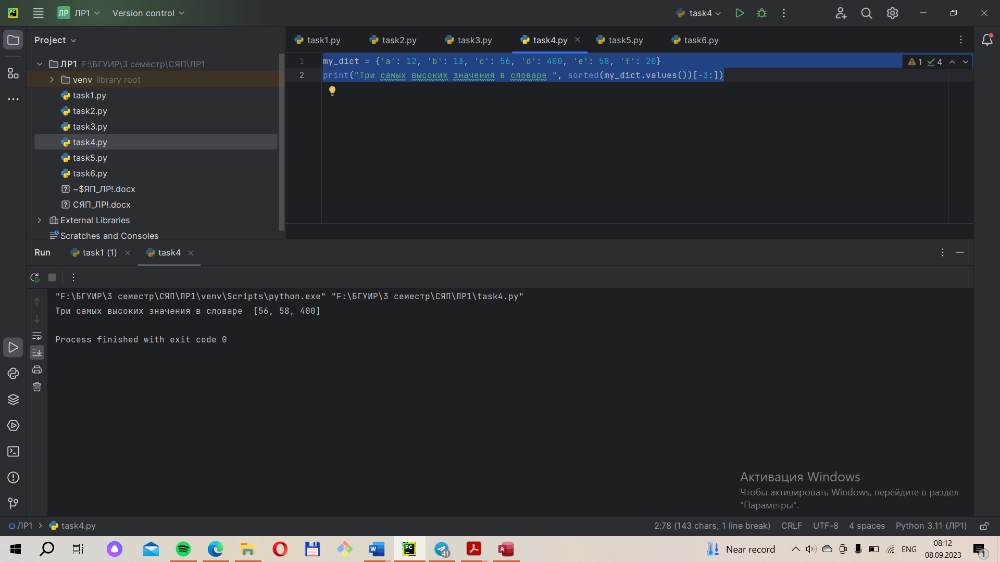 PC
ЛР ЛР1 Version control
task4
Project
task1.py task2.py task3.py task4.py task5.py task6.py
ЛР1 F:\БГУИР\3 семестр\СЯП\ЛР1
venv library root
task1.py
task2.py
task3.py
task4.py
task5.py
task6.py
~$ЯП_ЛР!.docx
СЯП_ЛР!.docx
External Libraries
Scratches and Consoles
1 my_dict = {'a': 12, 'b': 13, 'c': 56, 'd': 400, 'e': 58, 'f': 20}
1 4
2 print("Три самых высоких значения в словаре ", sorted(my_dict.values())[-3:])
Run task1 (1) task4
"F:\БГУИР\3 семестр\СЯП\ЛР1\venv\Scripts\python.exe" "F:\БГУИР\3 семестр\СЯП\ЛР1\task4.py"
Три самых высоких значения в словаре  [56, 58, 400]
Process finished with exit code 0
Активация Windows
Чтобы активировать Windows, перейдите в раздел
"Параметры".
ЛР1 task4.py
2:78 (143 chars, 1 line break) CRLF UTF-8 4 spaces Python 3.11 (ЛР1)
W PC 41 A
Near record
ENG
08:12
08.09.2023
1